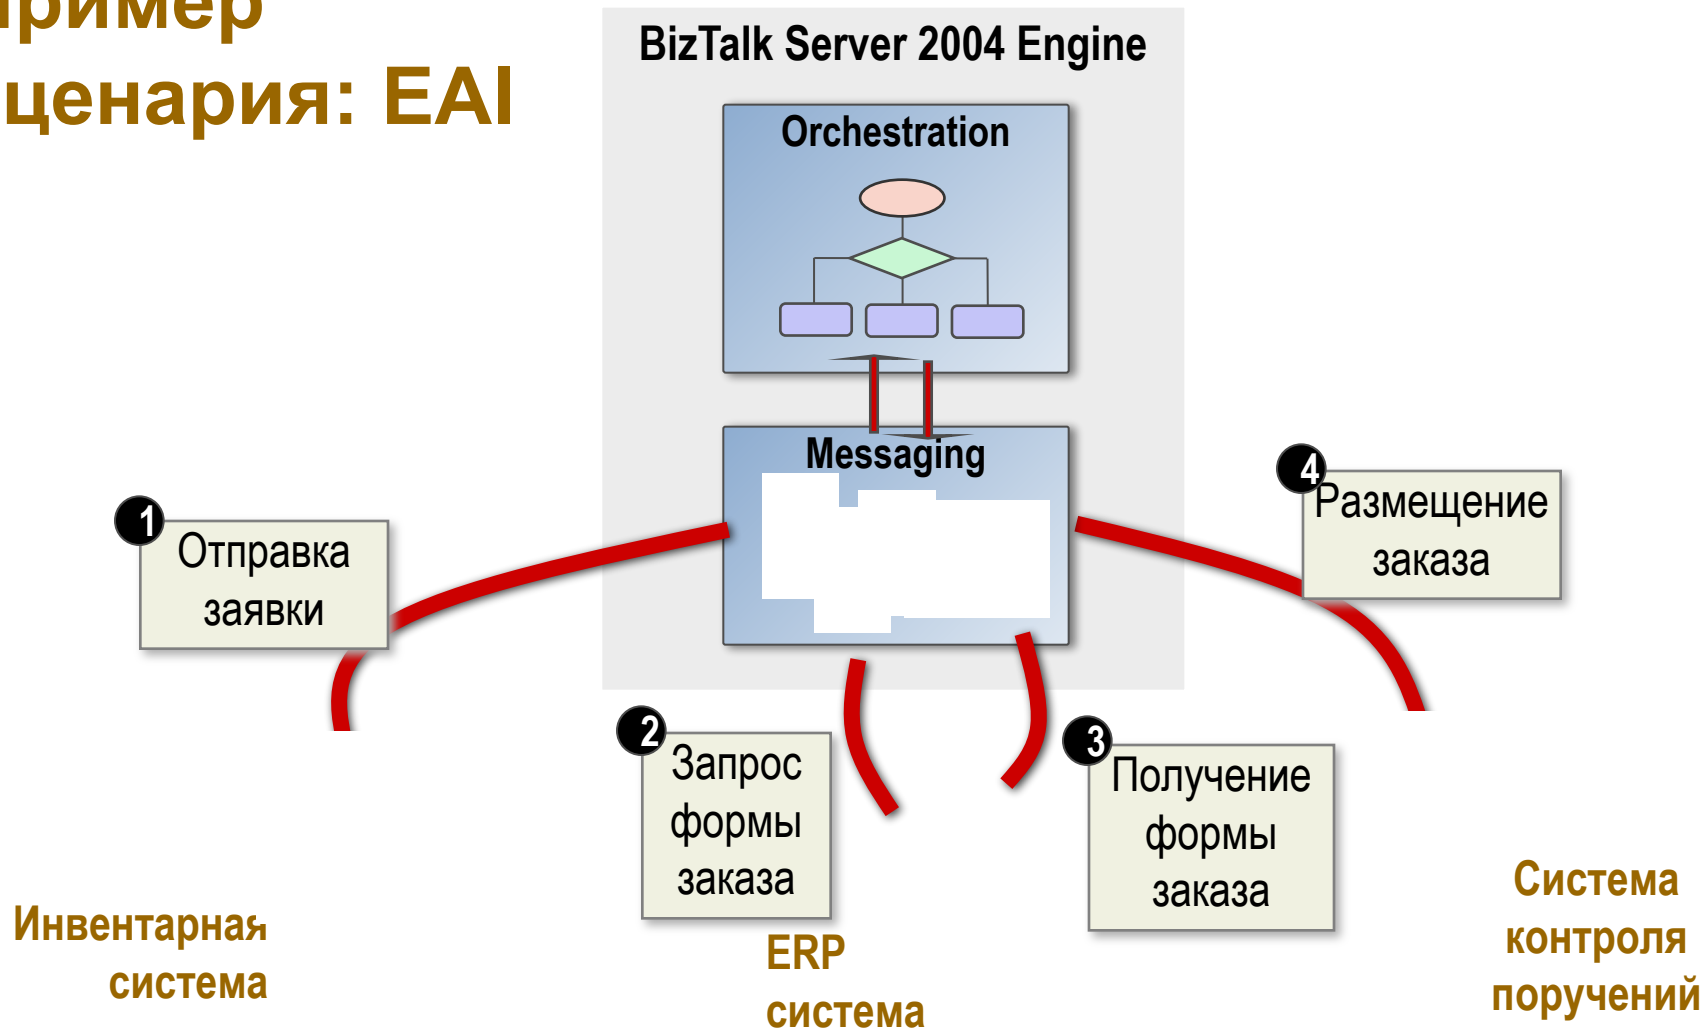 ример
ценария: EAI
BizTalk Server 2004 Engine
Orchestration
Messaging
1
Отправка
заявки
2
Запрос
формы
заказа
3
Получение
формы
заказа
4
Размещение
заказа
Инвентарная
система
ERP
система
Система
контроля
поручений